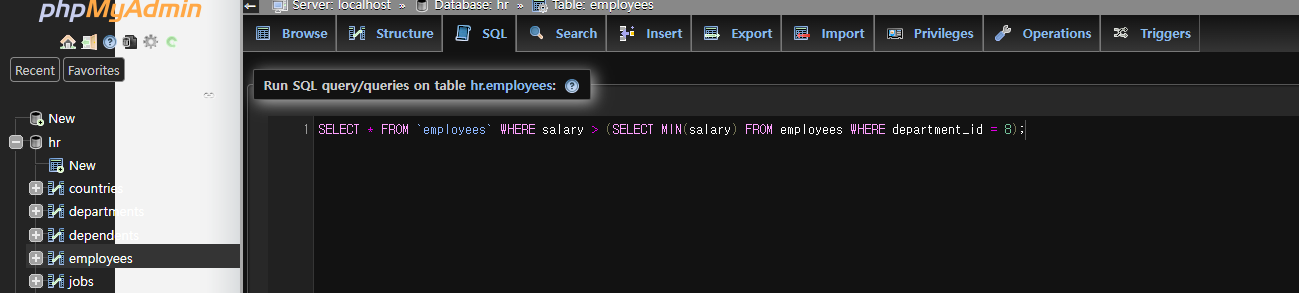 phpMyAdmin
Server: localhost » Database: hr » Table: employees
Browse Structure SQL Search Insert Export Import Privileges Operations Triggers
Recent Favorites
Run SQL query/queries on table hr.employees:
New
1 SELECT * FROM `employees` WHERE salary > (SELECT MIN(salary) FROM employees WHERE department_id = 8);
hr
New
countries
departments
dependents
employees
jobs